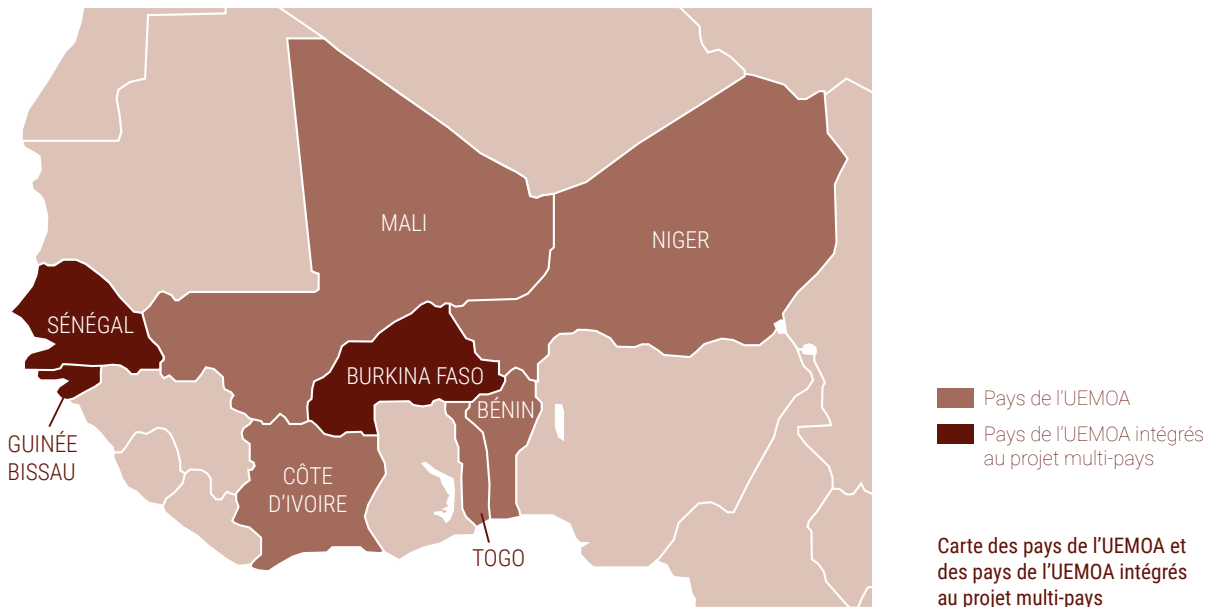 MALI
NIGER
SÉNÉGAL
BURKINA FASO
BÉNIN
GUINÉE
BISSAU
CÔTE
D'IVOIRE
TOGO
Pays de l'UEMOA
Pays de l'UEMOA intégrés
au projet multi-pays
Carte des pays de l'UEMOA et
des pays de l'UEMOA intégrés
au projet multi-pays